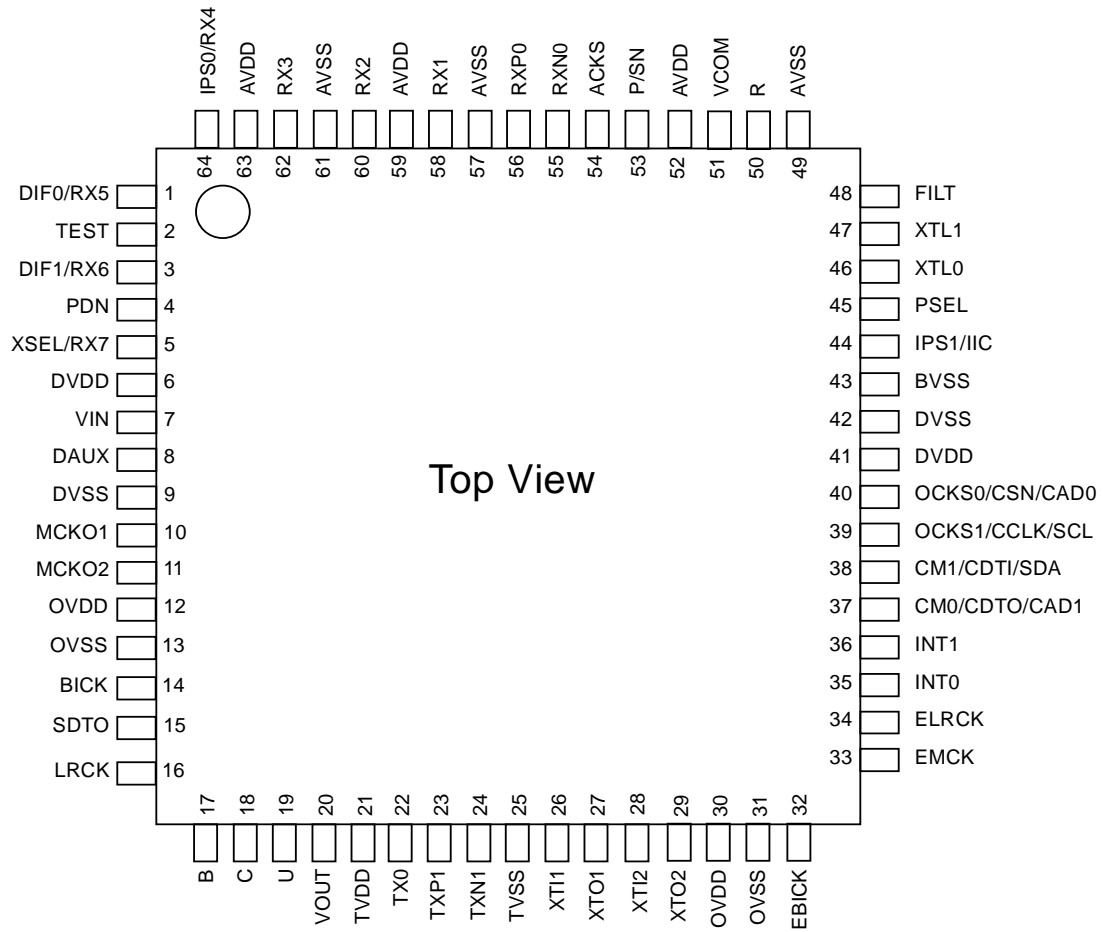 IPS0/RX4 AVDD RX3 AVSS RX2 AVDD RX1 AVSS RXP0 RXN0 ACKS P/SN AVDD VCOM R AVSS
64 63 62 61 60 59 58 57 56 55 54 53 52 51 50 49
DIF0/RX5 1 48 FILT
TEST 2 47 XTL1
DIF1/RX6 3 46 XTL0
PDN 4 45 PSEL
XSEL/RX7 5 44 IPS1/IIC
DVDD 6 43 BVSS
VIN 7 42 DVSS
DAUX 8 41 DVDD
Top View
DVSS 9 40 OCKS0/CSN/CAD0
MCKO1 10 39 OCKS1/CCLK/SCL
MCKO2 11 38 CM1/CDTI/SDA
OVDD 12 37 CM0/CDTO/CAD1
OVSS 13 36 INT1
BICK 14 35 INT0
SDTO 15 34 ELRCK
LRCK 16 33 EMCK
17 18 19 20 21 22 23 24 25 26 27 28 29 30 31 32
B C U VOUT TVDD TX0 TXP1 TXN1 TVSS XTI1 XTO1 XTI2 XTO2 OVDD OVSS EBICK